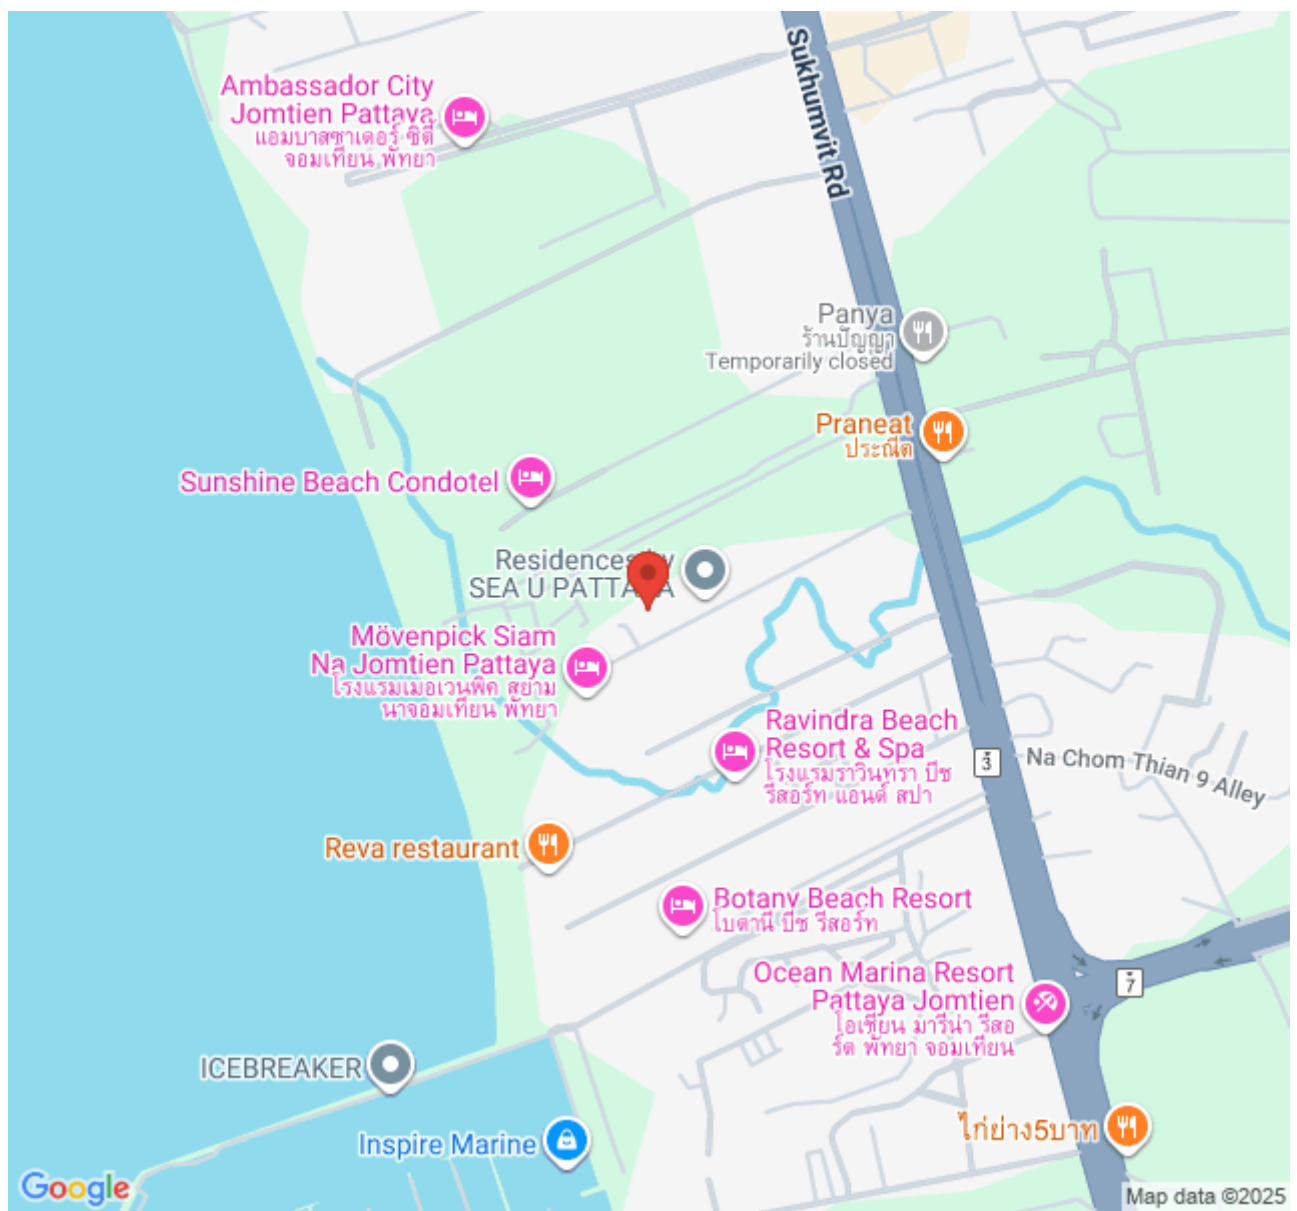 Sukhumvit Rd
Ambassador City
Jomtien Pattaya
แอมบาสซาเดอร์ ซิตี้
จอมเทียน พัทยา
Panya
ร้านปัญญา
Temporarily closed
Praneat
ประณีต
Sunshine Beach Condotel
Residences by
SEA U PATTAYA
Mövenpick Siam
Na Jomtien Pattaya
โรงแรมเมอเวนพิค สยาม
นาจอมเทียน พัทยา
Ravindra Beach
Resort & Spa
โรงแรมราวินทรา บีช
รีสอร์ท แอนด์ สปา
3
Na Chom Thian 9 Alley
Reva restaurant
Botany Beach Resort
โบตานี บีช รีสอร์ท
Ocean Marina Resort
Pattaya Jomtien
โอเชียน มารีน่า รีสอ
ร์ต พัทยา จอมเทียน
7
ICEBREAKER
Inspire Marine
ไก่ย่าง5บาท
Google
Map data ©2025